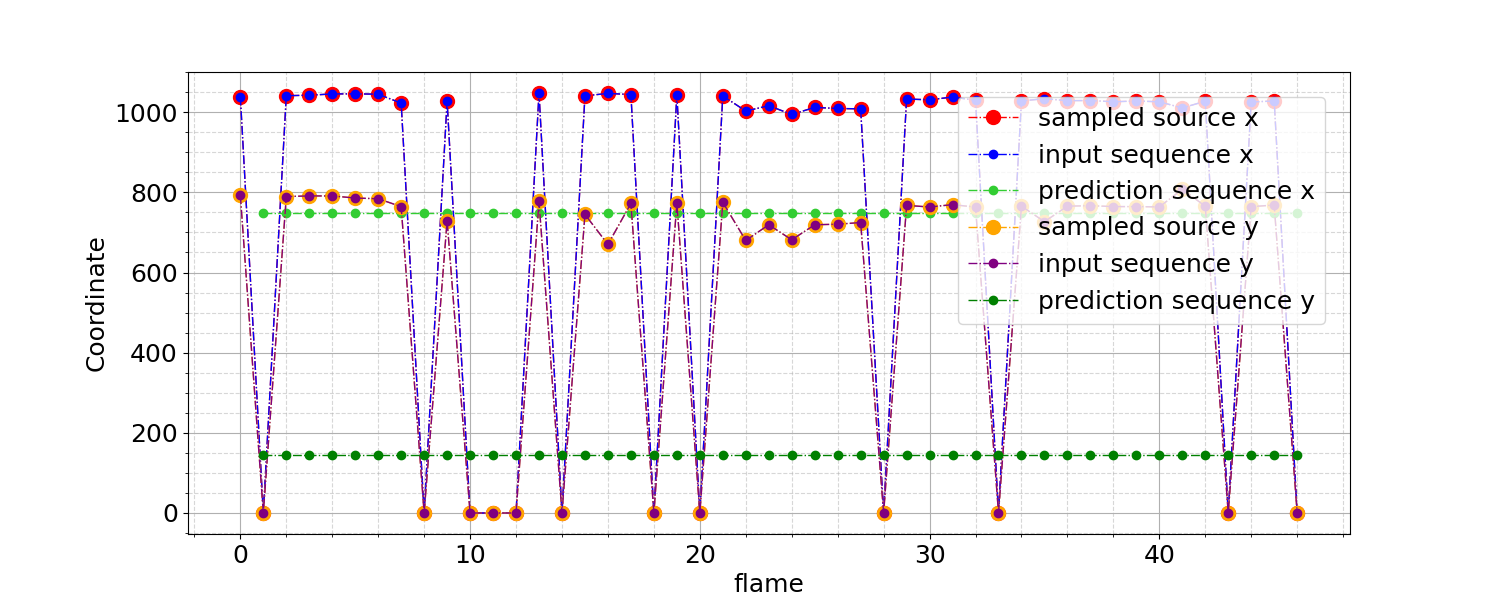 1000
800
600
400
200
0
Coordinate
sampled source x
input sequence x
prediction sequence x
sampled source y
input sequence y
prediction sequence y
0 10 20 30 40
flame